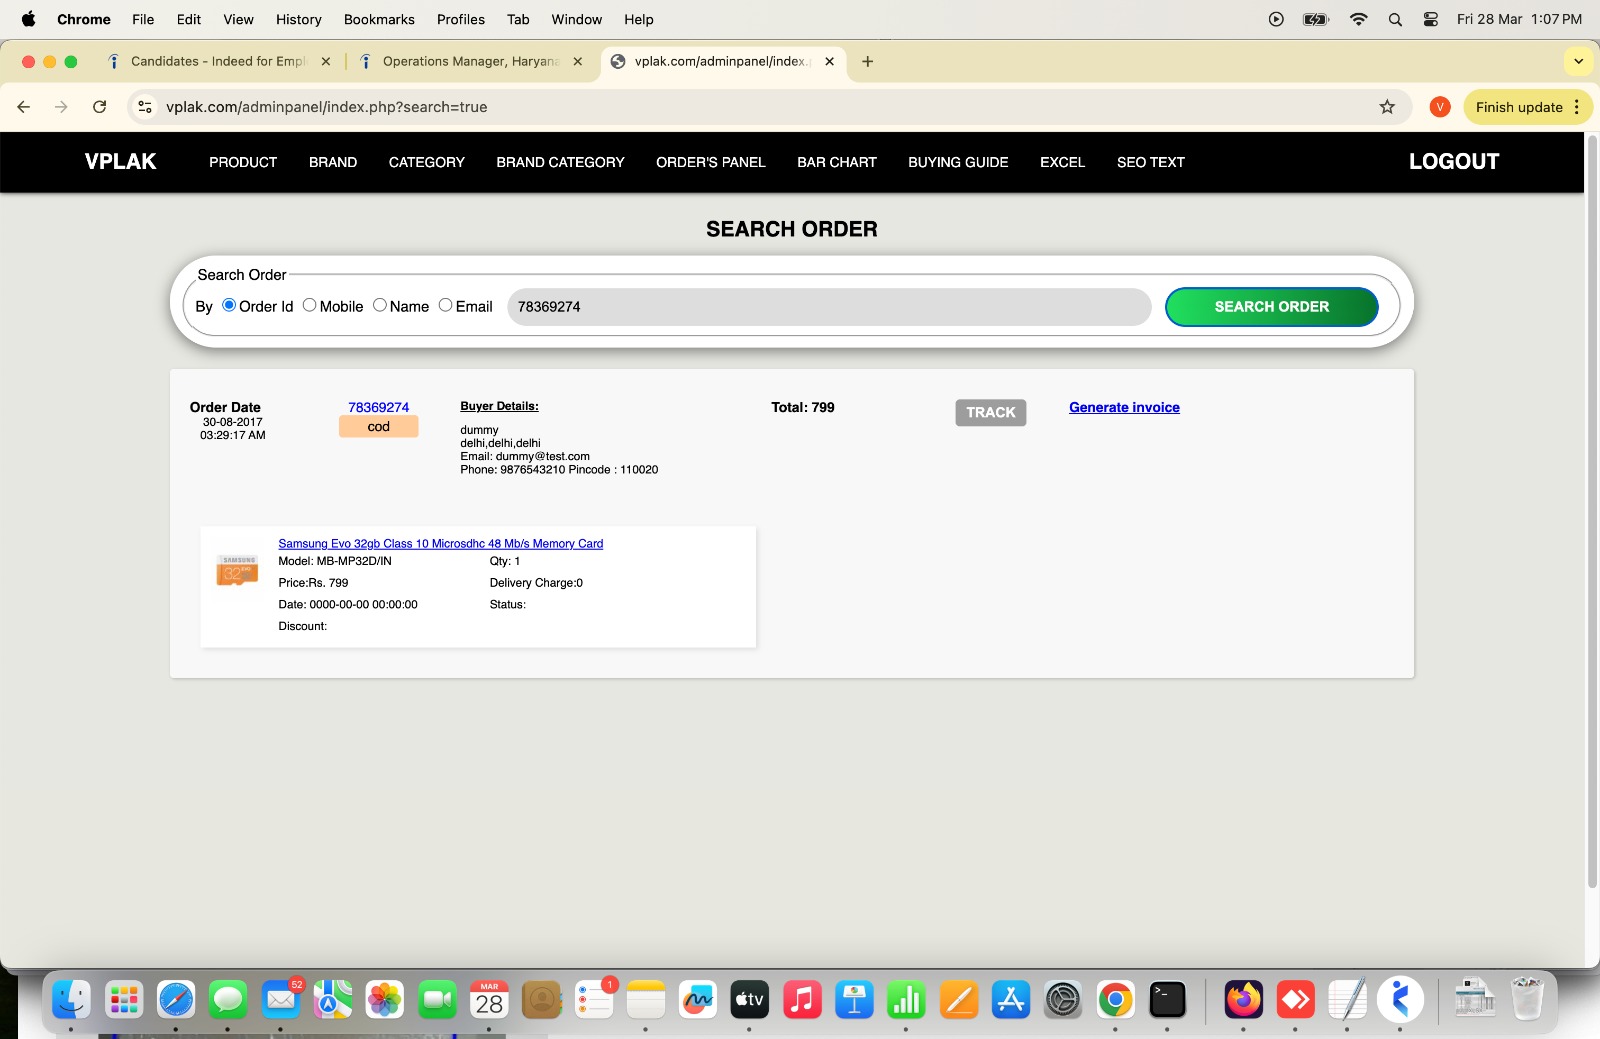 Chrome File Edit View History Bookmarks Profiles Tab Window Help Fri 28 Mar 1:07 PM
Candidates - Indeed for Empl Operations Manager, Haryana vplak.com/adminpanel/index.
vplak.com/adminpanel/index.php?search=true V Finish update
VPLAK PRODUCT BRAND CATEGORY BRAND CATEGORY ORDER'S PANEL BAR CHART BUYING GUIDE EXCEL SEO TEXT LOGOUT
SEARCH ORDER
Search Order
By Order Id Mobile Name Email 78369274 SEARCH ORDER
Order Date 78369274 Buyer Details: Total: 799 TRACK Generate invoice
30-08-2017 cod dummy
03:29:17 AM delhi,delhi,delhi
Email: dummy@test.com
Phone: 9876543210 Pincode : 110020
Samsung Evo 32gb Class 10 Microsdhc 48 Mb/s Memory Card
SAMSUNG
32 EVO
Model: MB-MP32D/IN Qty: 1
Price:Rs. 799 Delivery Charge:0
Date: 0000-00-00 00:00:00 Status:
Discount:
52 MAR 28 1 tv